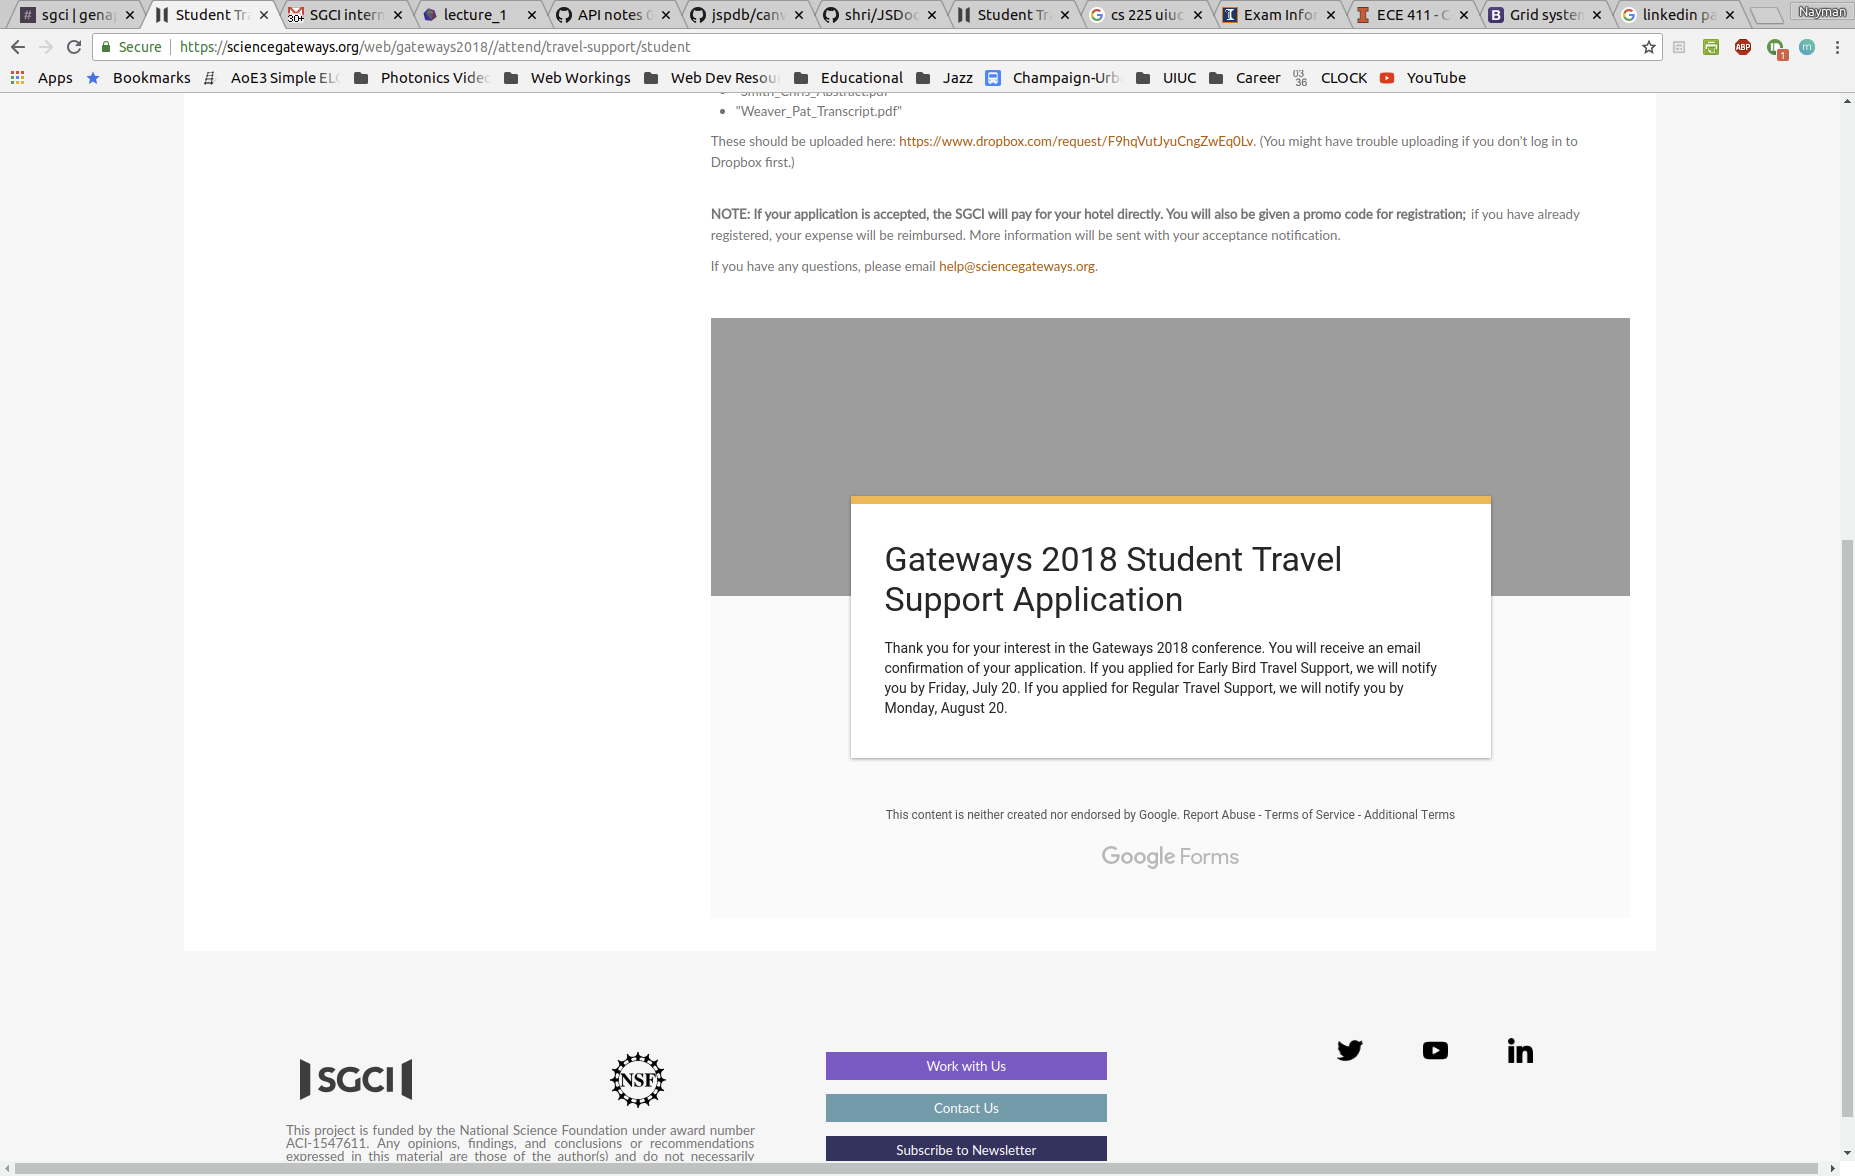 sgci | gena
Student Tr
SGCI intern
lecture_1
API notes
jspdb/can
shri/JSDo
Student Tr
cs 225 uiuc
Exam Infor
ECE 411 - C
Grid system
linkedin pa
Nayman
Secure
https://sciencegateways.org/web/gateways2018//attend/travel-support/student
Apps
Bookmarks
AoE3 Simple ELO
Photonics Videc
Web Workings
Web Dev Resou
Educational
Jazz
Champaign-Urb
UIUC
Career
03
36
CLOCK
YouTube
"Smith_Chris_Abstract.pdf"
"Weaver_Pat_Transcript.pdf"
These should be uploaded here: https://www.dropbox.com/request/F9hqVutJyuCngZwEq0Lv. (You might have trouble uploading if you don't log in to
Dropbox first.)
NOTE: If your application is accepted, the SGCI will pay for your hotel directly. You will also be given a promo code for registration; if you have already
registered, your expense will be reimbursed. More information will be sent with your acceptance notification.
If you have any questions, please email help@sciencegateways.org.
Gateways 2018 Student Travel
Support Application
Thank you for your interest in the Gateways 2018 conference. You will receive an email
confirmation of your application. If you applied for Early Bird Travel Support, we will notify
you by Friday, July 20. If you applied for Regular Travel Support, we will notify you by
Monday, August 20.
This content is neither created nor endorsed by Google. Report Abuse - Terms of Service - Additional Terms
Google Forms
SGCI
NSF
Work with Us
Contact Us
Subscribe to Newsletter
This project is funded by the National Science Foundation under award number
ACI-1547611. Any opinions, findings, and conclusions or recommendations
expressed in this material are those of the author(s) and do not necessarily